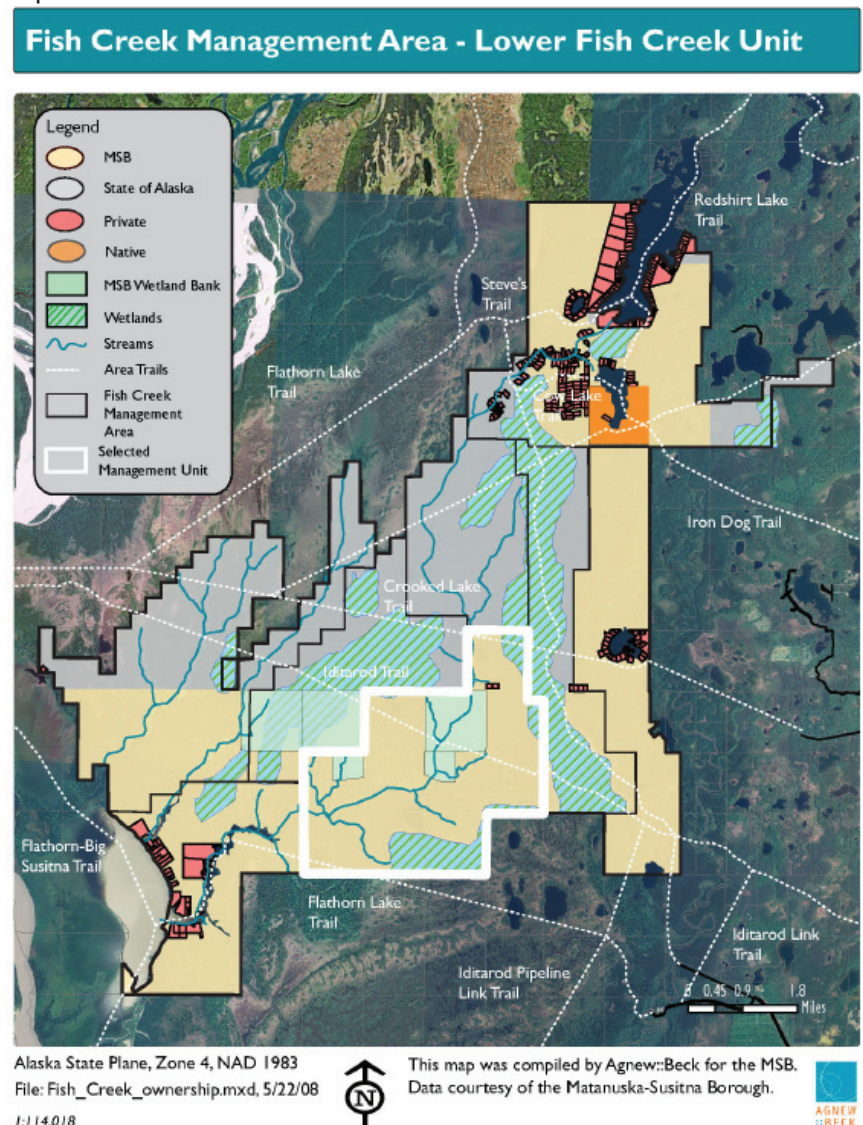 Fish Creek Management Area - Lower Fish Creek Unit
Legend
MSB
State of Alaska
Private
Native
MSB Wetland Bank
Wetlands
Streams
Area Trails
Fish Creek
Management
Area
Selected
Management Unit
Redshirt Lake
Trail
Steve's
Trail
Flathorn Lake
Trail
Lake
Iron Dog Trail
Crooked Lake
Trail
Iditarod Trail
Flathorn-Big
Susitna Trail
Flathorn Lake
Trail
Iditarod Link
Trail
Iditarod Pipeline
Link Trail
0.45 0.9 1.8
Miles
Alaska State Plane, Zone 4, NAD 1983
File: Fish_Creek_ownership.mxd, 5/22/08
1:114,018
N
This map was compiled by Agnew::Beck for the MSB.
Data courtesy of the Matanuska-Susitna Borough.
AGNEW
::BECK